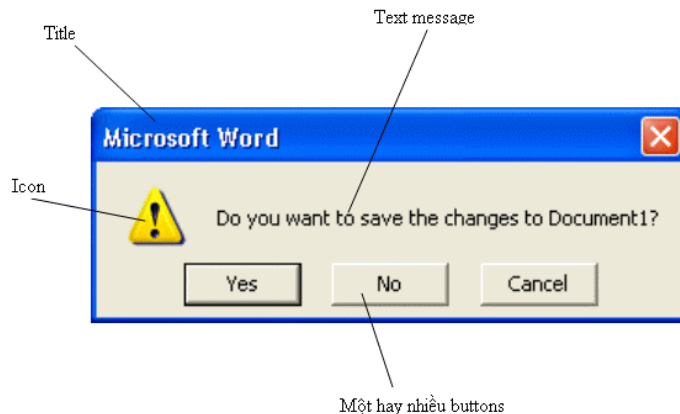 Text message
Title
Microsoft Word
Icon
Do you want to save the changes to Document1?
Yes No Cancel
Một hay nhiều buttons